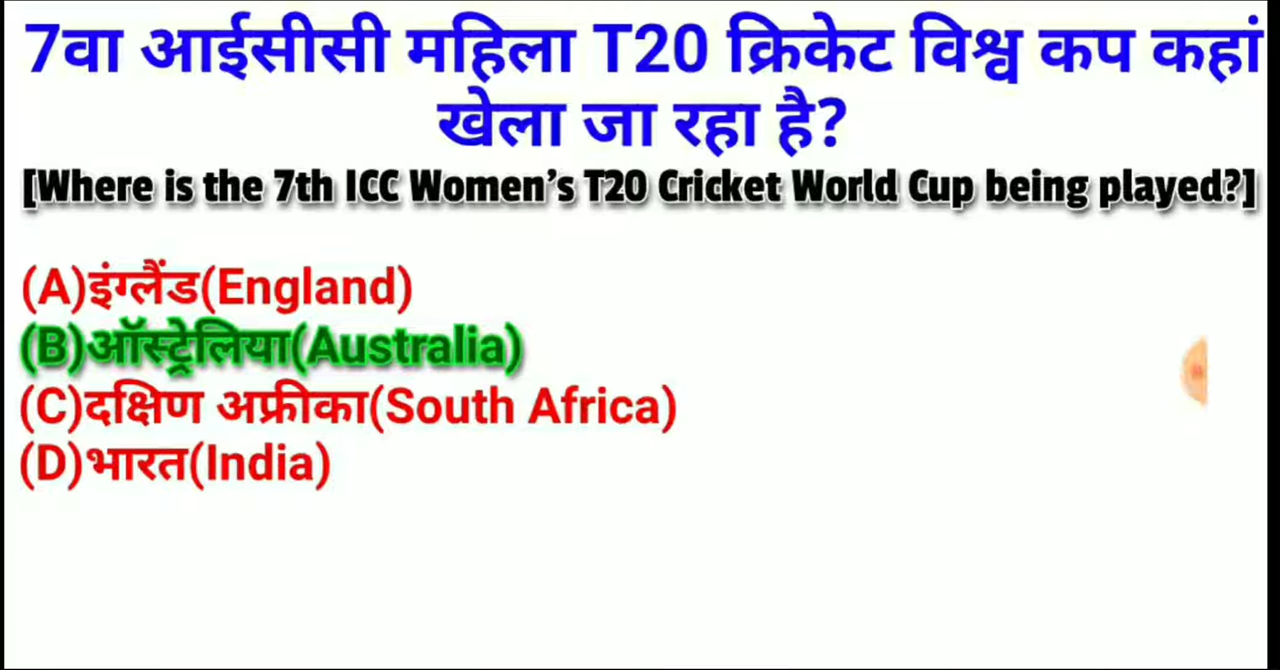 7वा आईसीसी महिला T20 क्रिकेट विश्व कप कहां
खेला जा रहा है?
[Where is the 7th ICC Women's T20 Cricket World Cup being played?]
(A)इंग्लैंड(England)
(B)ऑस्ट्रेलिया(Australia)
(C)दक्षिण अफ्रीका(South Africa)
(D)भारत(India)